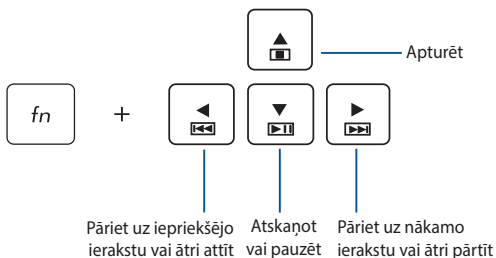 Apturēt
fn
+
Pāriet uz iepriekšējo
ierakstu vai ātri attīt
Atskaņot
vai pauzēt
Pāriet uz nākamo
ierakstu vai ātri pārtīt